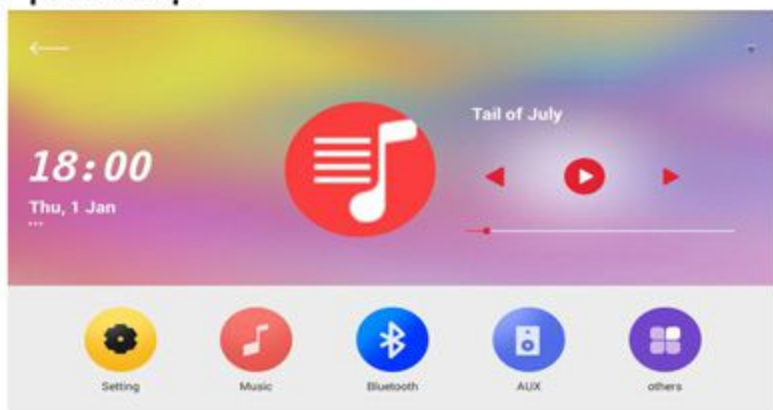 Tail of July
18:00
Thu, 1 Jan
Setting
Music
Bluetooth
AUX
others